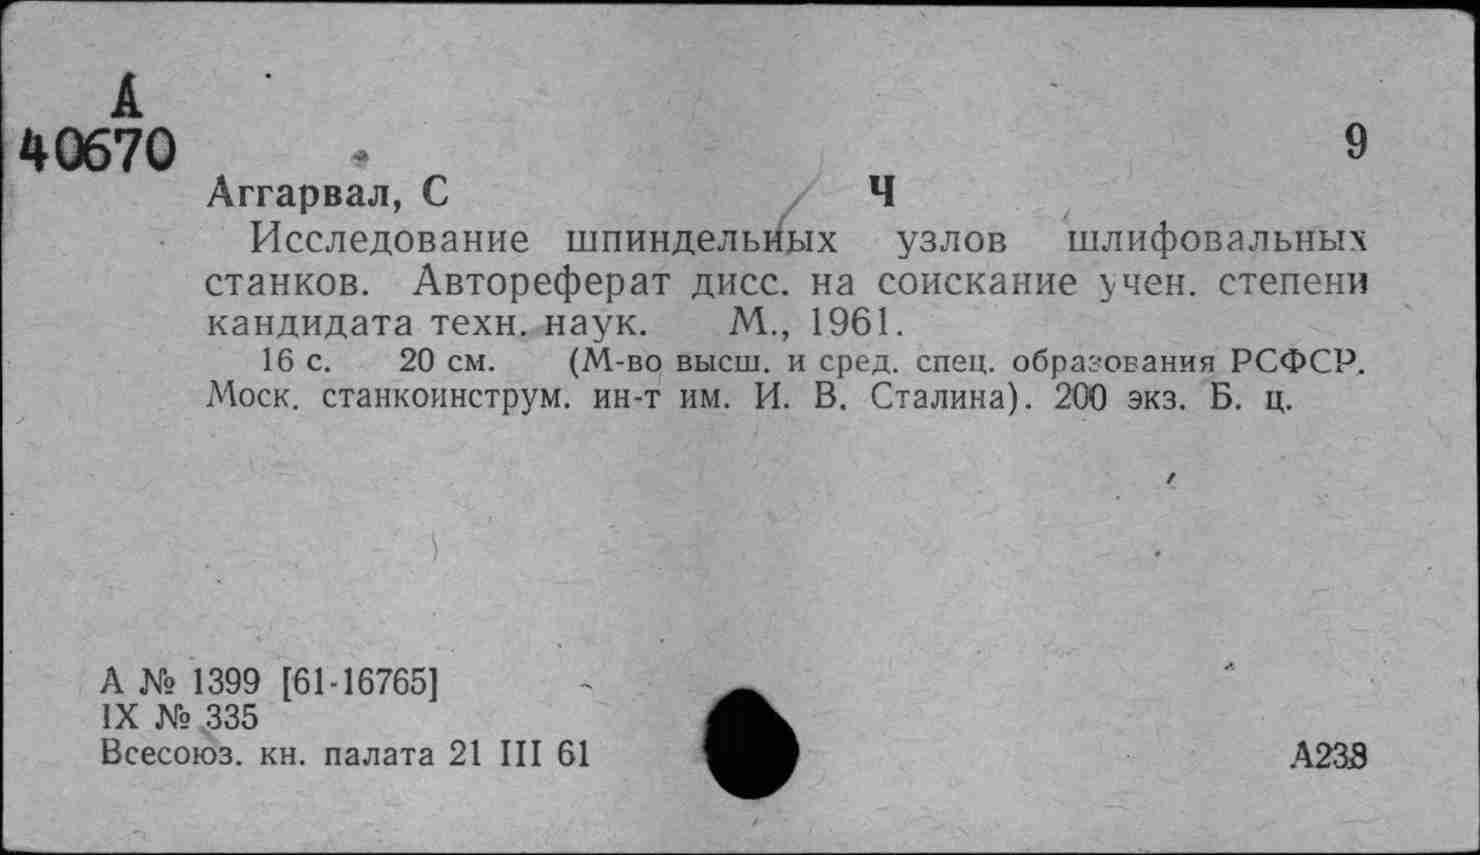 А
40670
9
Аггарвал, С Ч
Исследование шпиндельных узлов шлифовальных
станков. Автореферат дисс. на соискание учен. степени
кандидата техн. наук. М., 1961.
16 с. 20 см. (М-во высш. и сред. спец. образования РСФСР.
Моск. станкоинструм. ин-т им. И. В. Сталина). 200 экз. Б. ц.
А № 1399 [61-16765]
IX № 335
Всесоюз. кн. палата 21 III 61
А238